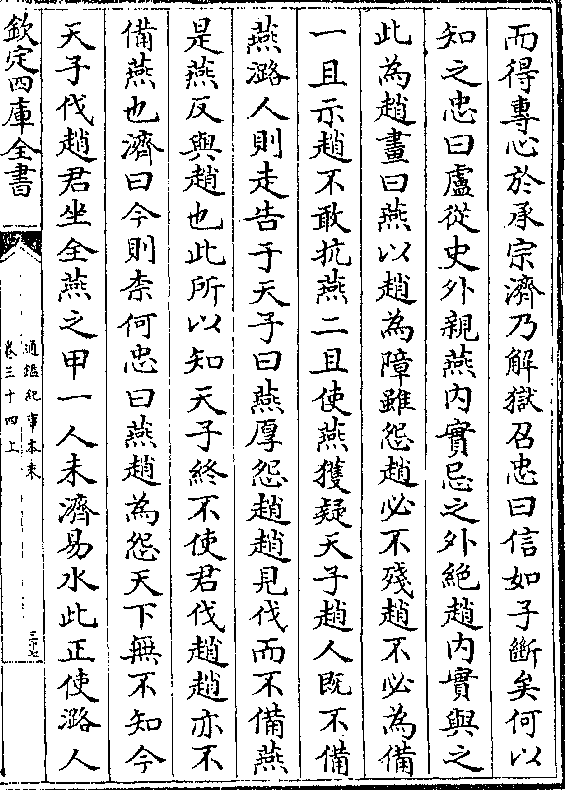 而得專心於承宗濟乃解獄召忠曰信如子斷矣何以
知之忠曰盧從史外親燕内實忌之外絶趙内實與之
此為趙畫曰燕以趙為障雖怨趙必不殘趙不必為備
一且示趙不敢抗燕二且使燕獲疑天子趙人既不備
燕潞人則走告于天子曰燕厚怨趙趙見伐而不備燕
是燕反與趙也此所以知天子終不使君伐趙趙亦不
備燕也濟曰今則柰何忠曰燕趙為怨天下無不知今
天子伐趙君坐全燕之甲一人未濟易水此正使潞人
欽定四庫全書
通鑑紀事本末
卷三十四上
三十七